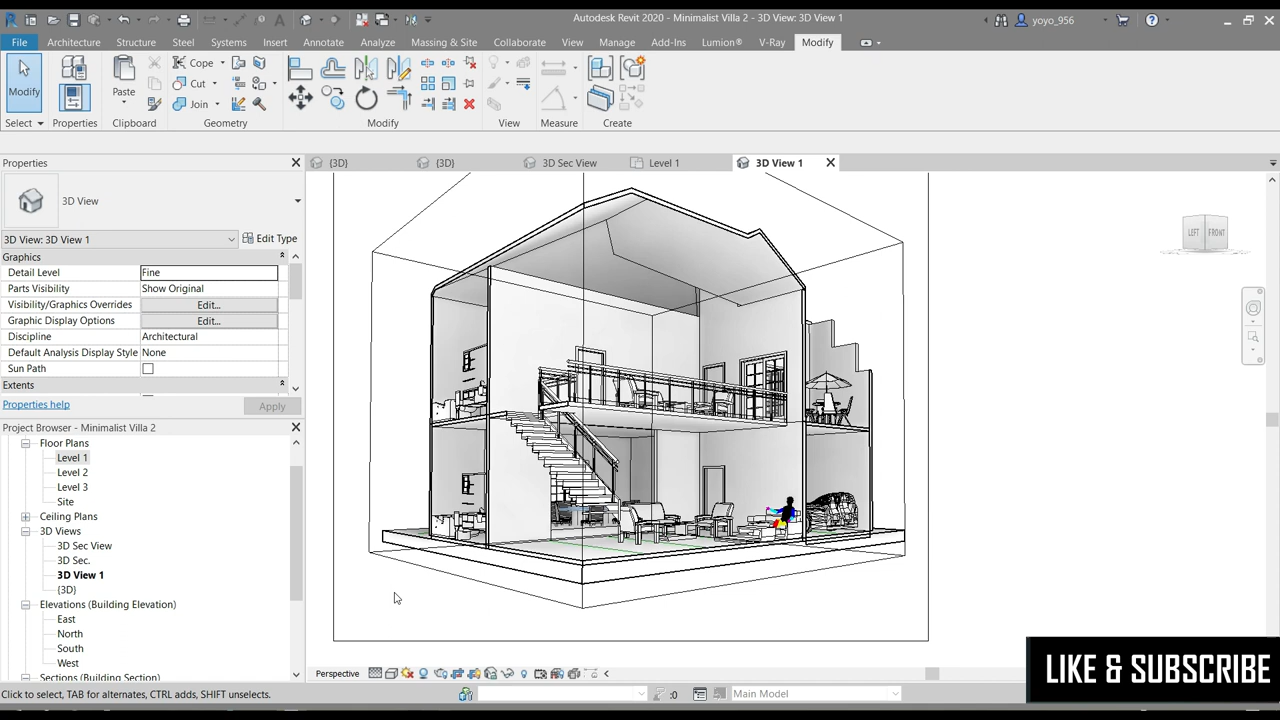 Autodesk Revit 2020 - Minimalist Villa 2 - 3D View: 3D View 1
yoyo_956
File
Architecture
Structure
Steel
Systems
Insert
Annotate
Analyze
Massing & Site
Collaborate
View
Manage
Add-Ins
Lumion®
V-Ray
Modify
Modify
Paste
Cope
Cut
Join
Select
Properties
Clipboard
Geometry
Modify
View
Measure
Create
Properties
{3D}
{3D}
3D Sec View
Level 1
3D View 1
3D View
3D View: 3D View 1
Edit Type
Graphics
Detail Level
Fine
Parts Visibility
Show Original
Visibility/Graphics Overrides
Edit...
Graphic Display Options
Edit...
Discipline
Architectural
Default Analysis Display Style
None
Sun Path
Extents
Properties help
Apply
LEFT
FRONT
Project Browser - Minimalist Villa 2
Floor Plans
Level 1
Level 2
Level 3
Site
Ceiling Plans
3D Views
3D Sec View
3D Sec.
3D View 1
{3D}
Elevations (Building Elevation)
East
North
South
West
Sections (Building Section)
Perspective
Click to select, TAB for alternates, CTRL adds, SHIFT unselects.
:0
Main Model
LIKE & SUBSCRIBE